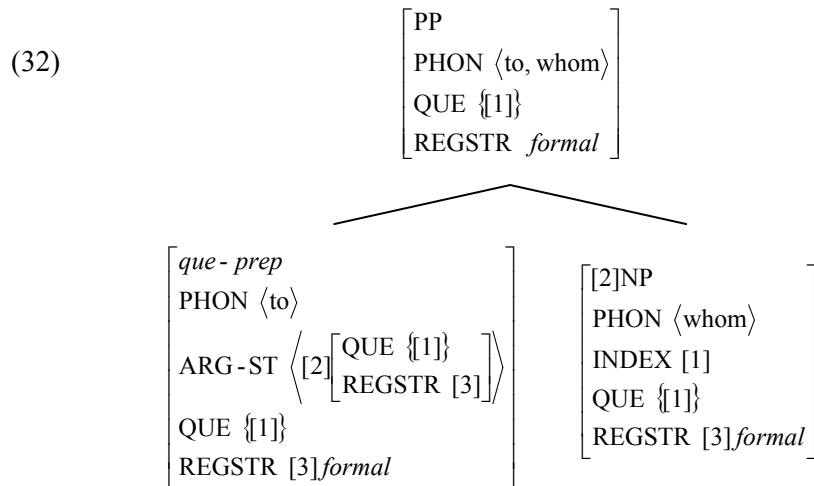 (32)
PP
PHON ⟨to, whom⟩
QUE {[1]}
REGSTR formal
que - prep
PHON ⟨to⟩
ARG - ST ⟨[2][QUE {[1]}
REGSTR [3]]⟩
QUE {[1]}
REGSTR [3] formal
[2]NP
PHON ⟨whom⟩
INDEX [1]
QUE {[1]}
REGSTR [3] formal